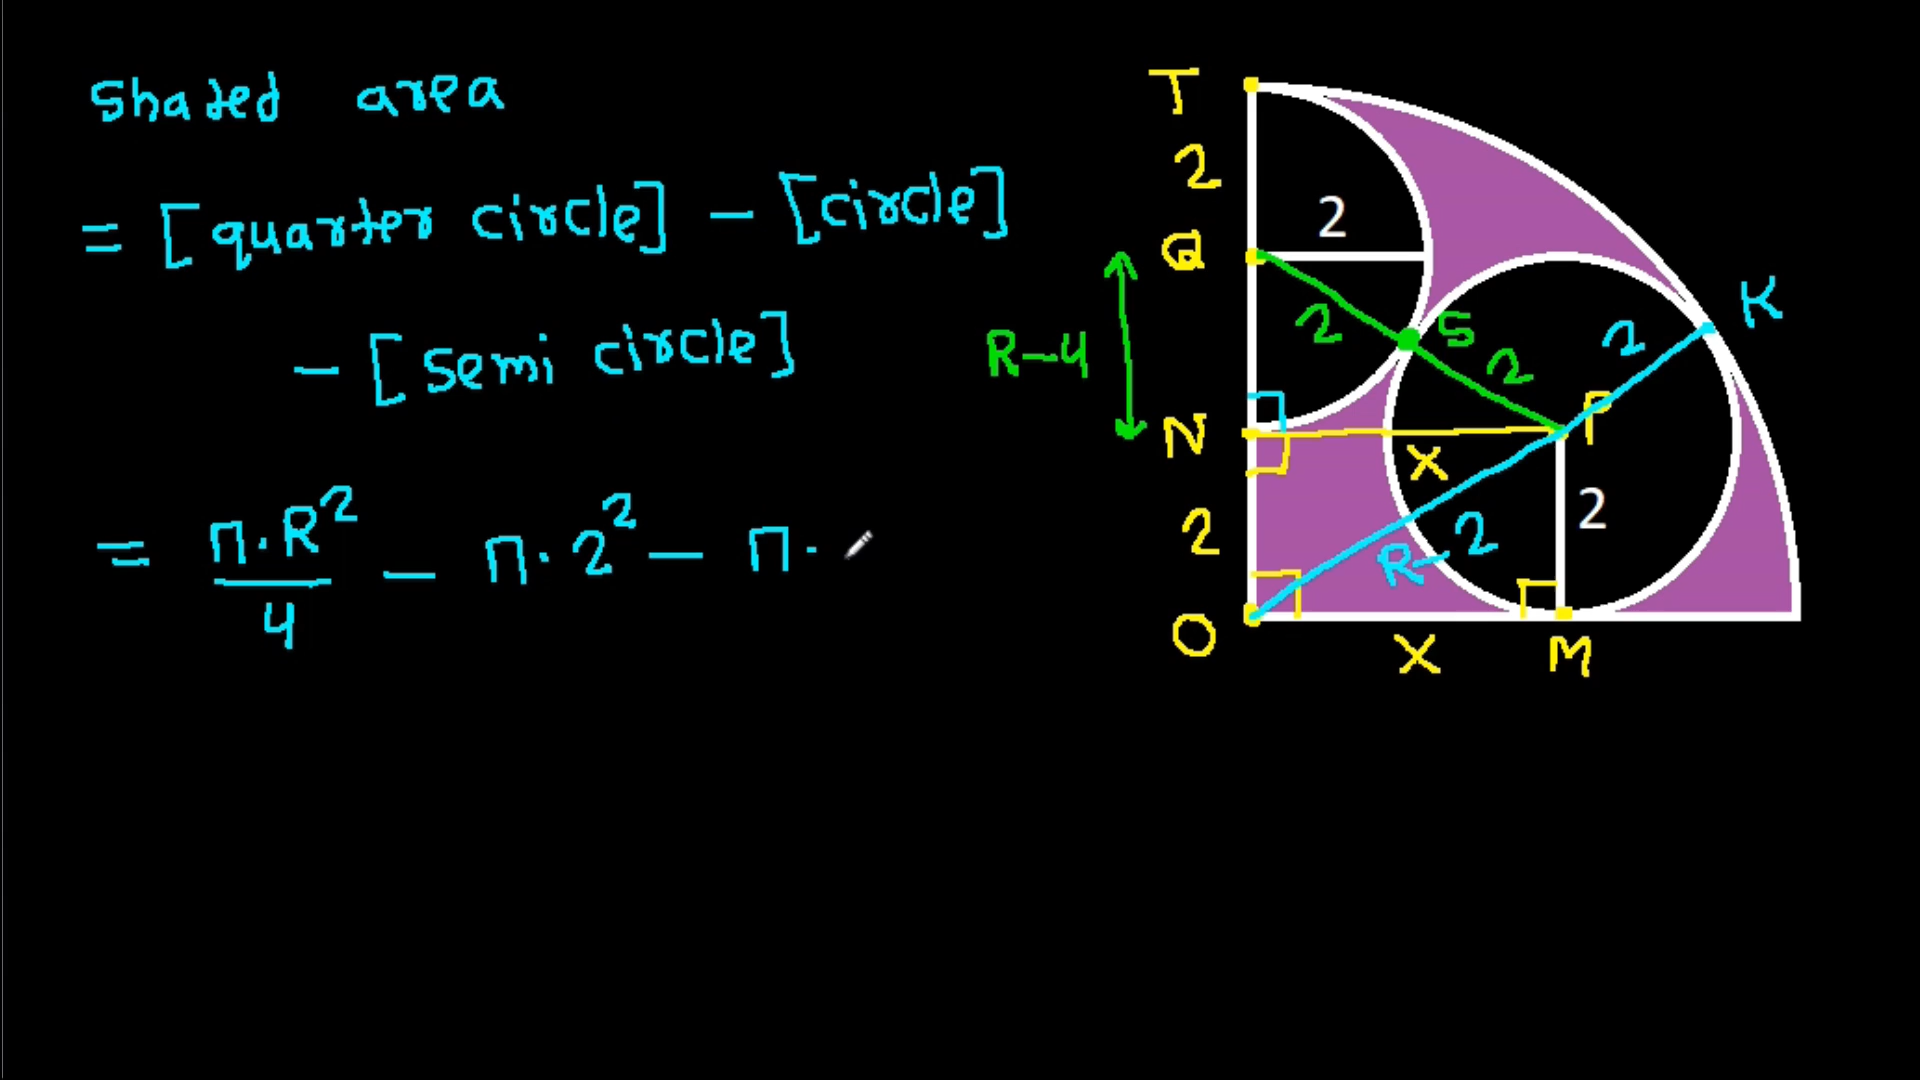 Shaded area
= [quarter circle] - [circle]
- [semi circle]
= π·R²/4 - π·2² - π·
T
2
2
Q
K
2
S
2
2
R-4
N
P
x
2
2
R-2
O
x
M